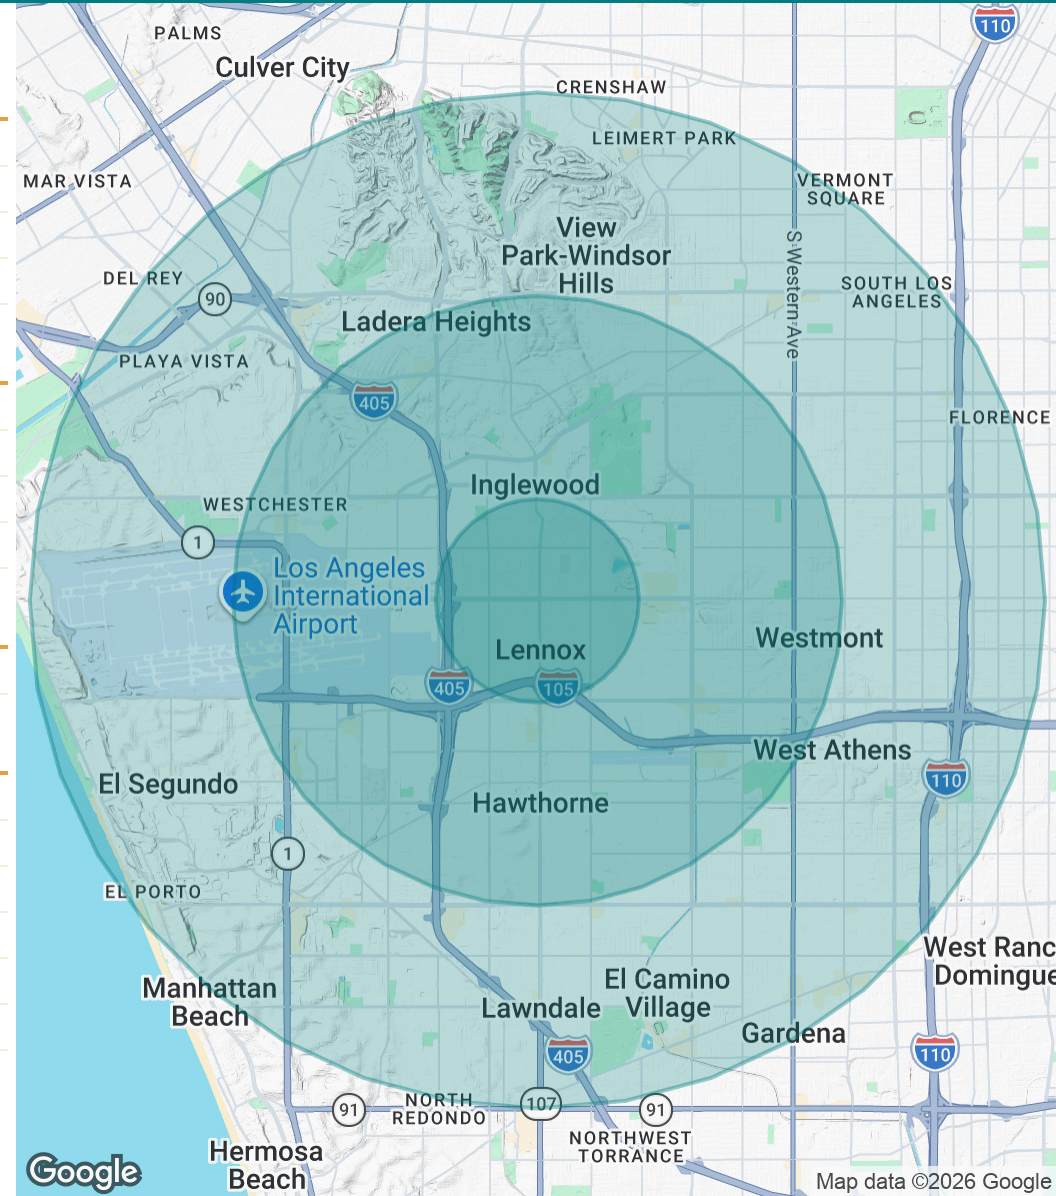 110
PALMS
Culver City
CRENSHAW
LEIMERT PARK
MAR VISTA
VERMONT
SQUARE
View
Park-Windsor
Hills
S Western Ave
DEL REY
SOUTH LOS
ANGELES
90
Ladera Heights
PLAYA VISTA
405
FLORENCE
Inglewood
WESTCHESTER
1
Los Angeles
International
Airport
Westmont
Lennox
405
105
West Athens
110
El Segundo
Hawthorne
1
EL PORTO
West Ranc
Domingue
El Camino
Village
Manhattan
Beach
Lawndale
Gardena
405
110
91
NORTH
REDONDO
107
91
NORTHWEST
TORRANCE
Hermosa
Beach
Google
Map data ©2026 Google